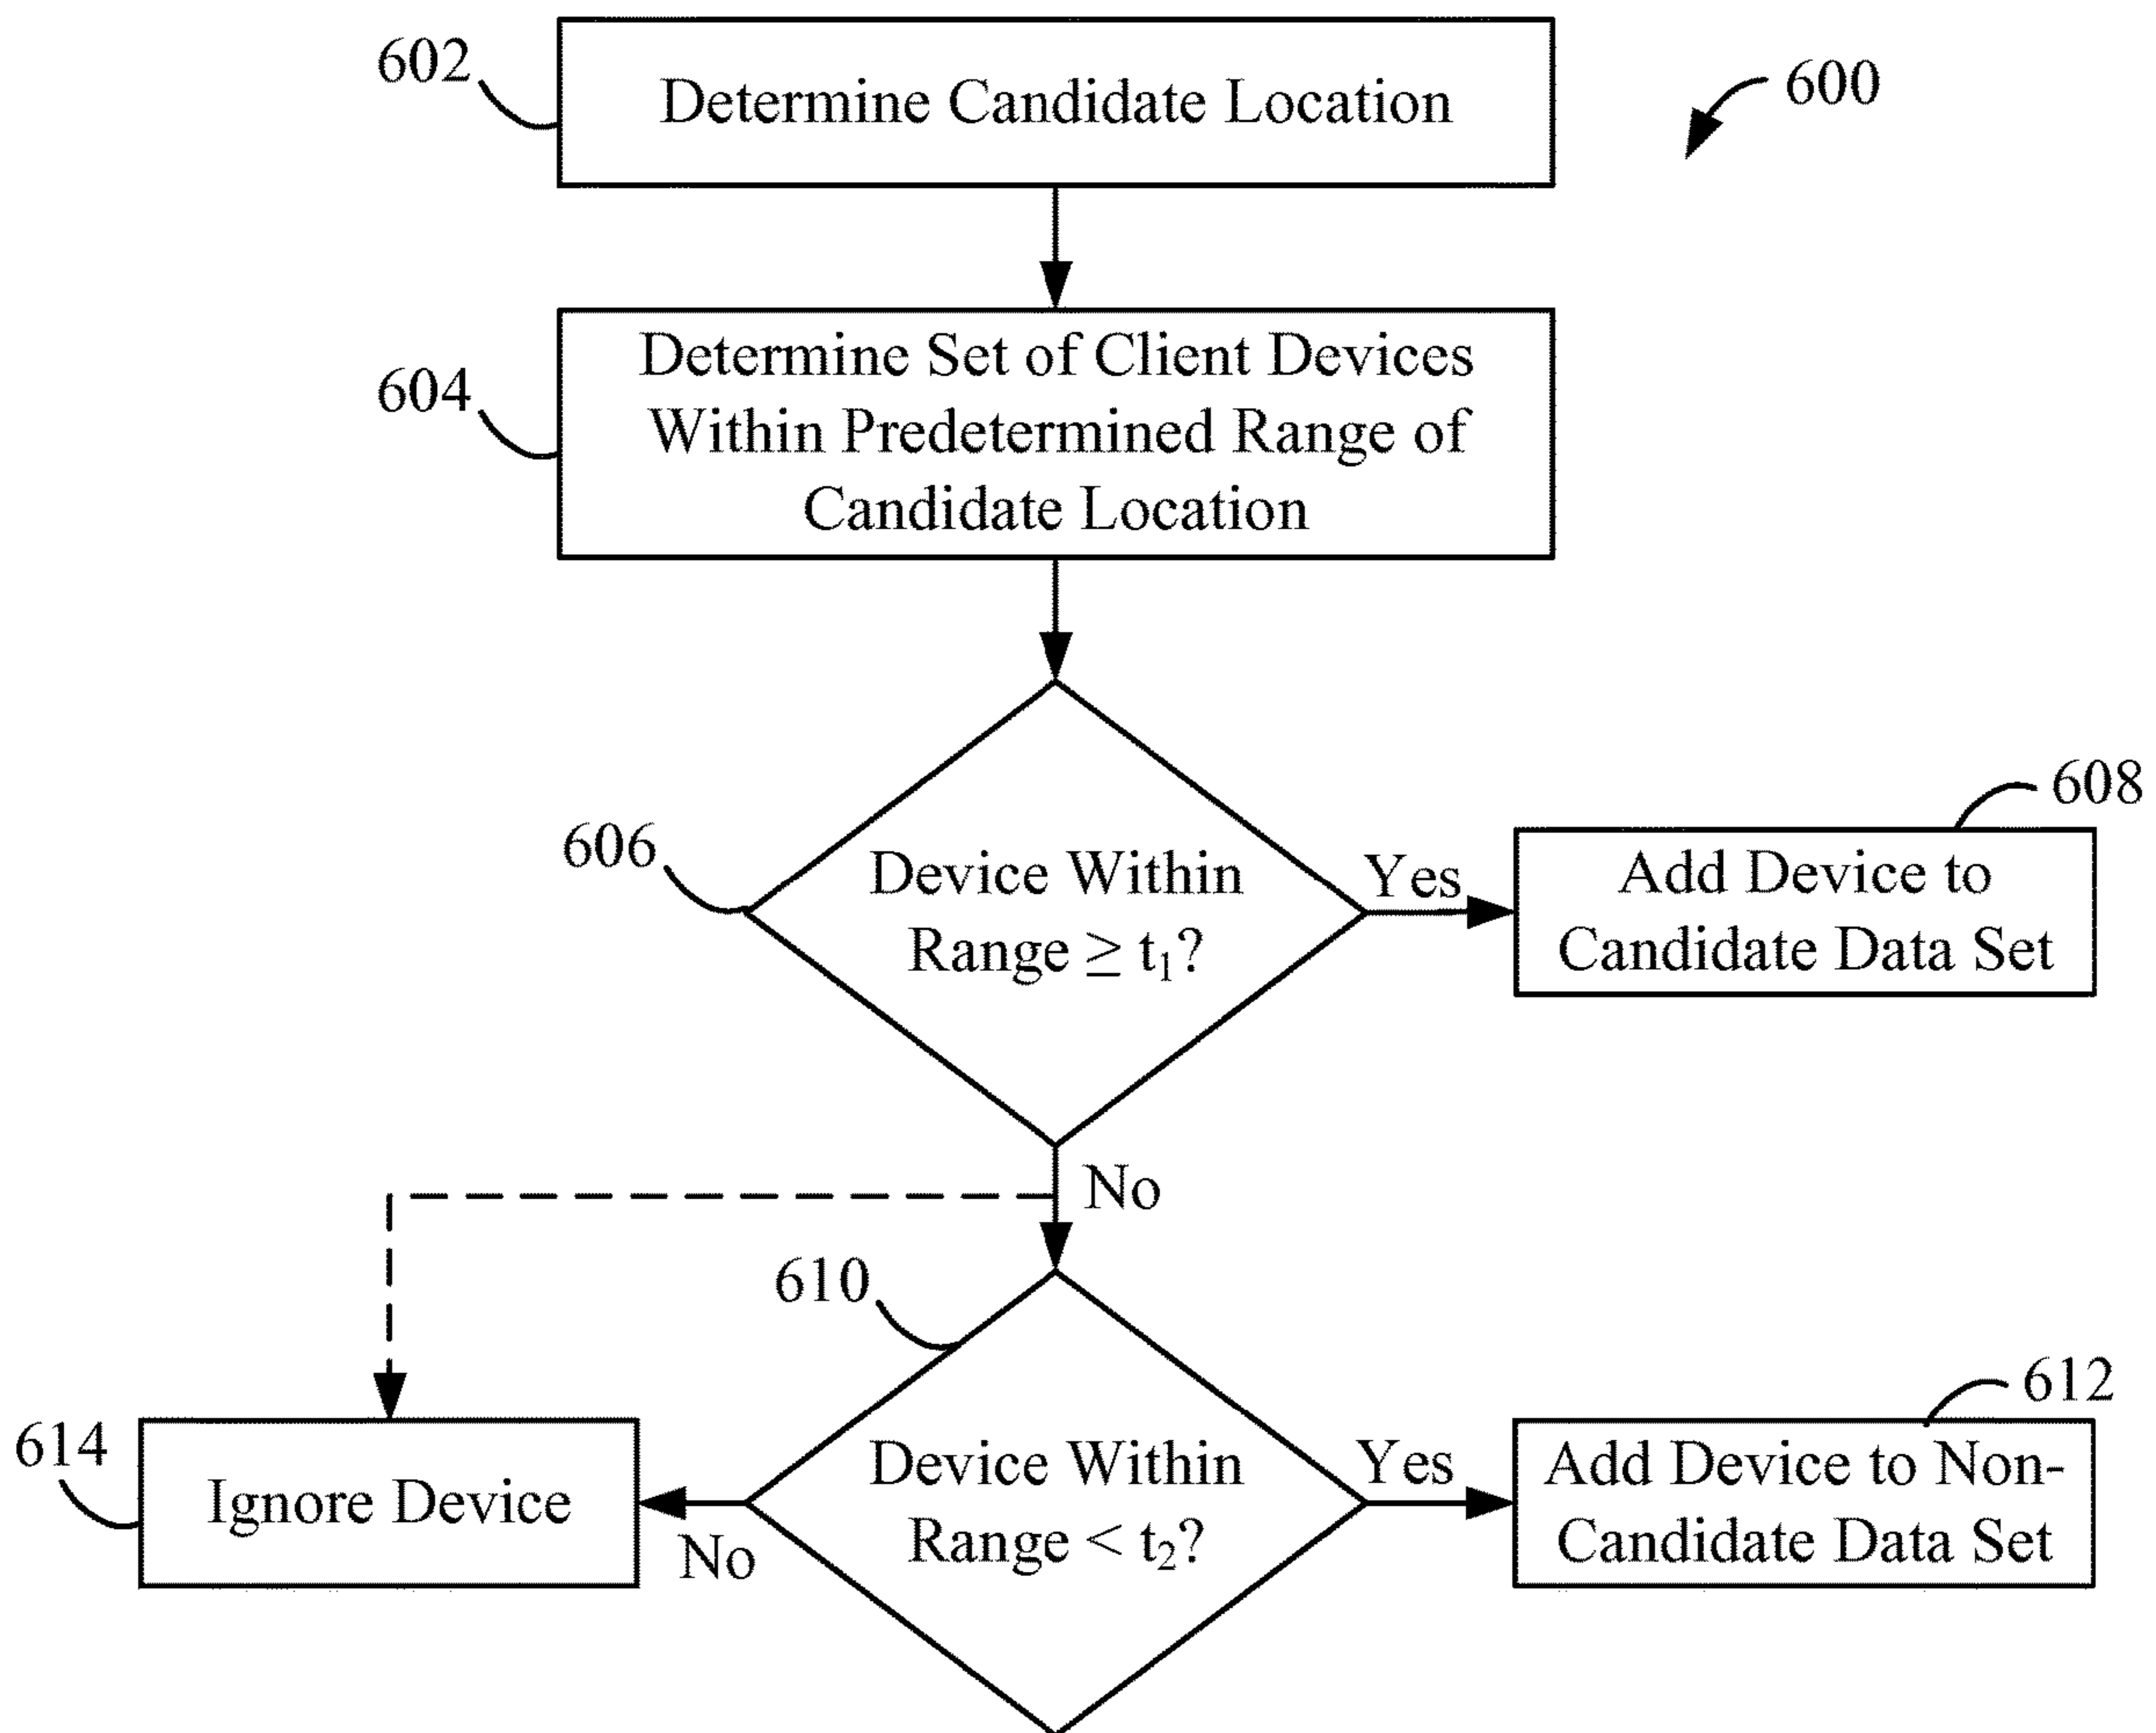 602
Determine Candidate Location
600
604
Determine Set of Client Devices
Within Predetermined Range of
Candidate Location
606
Device Within
Range ≥ t₁?
Yes
608
Add Device to
Candidate Data Set
No
610
Device Within
Range < t₂?
Yes
612
Add Device to Non-
Candidate Data Set
No
614
Ignore Device